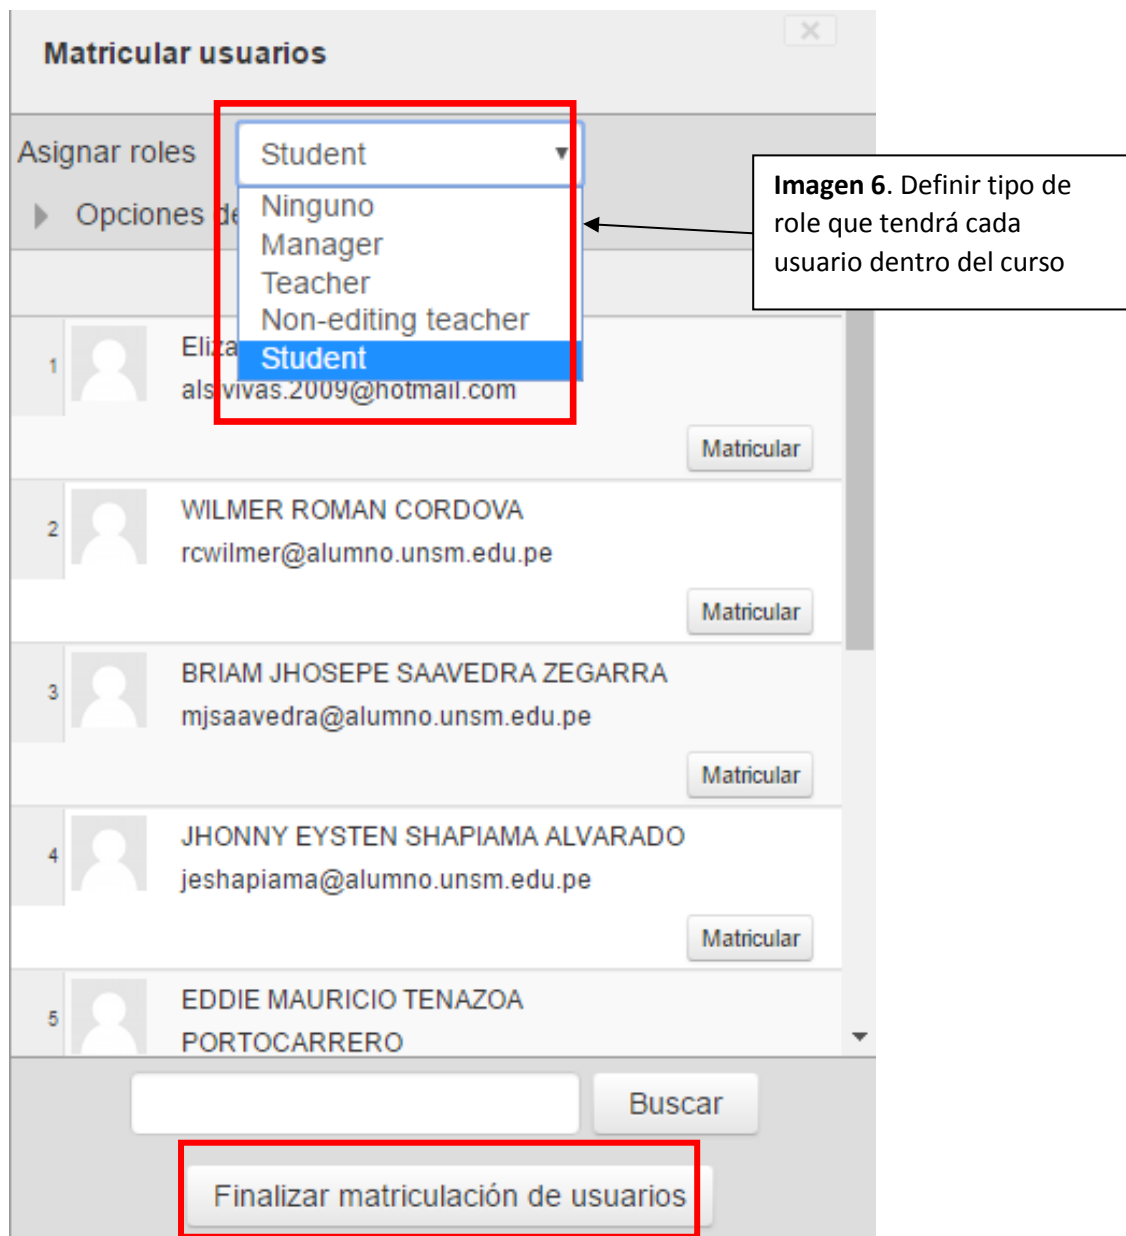 Matricular usuarios
Asignar roles
Student
Opciones de
Ninguno
Manager
Teacher
Non-editing teacher
Student
Imagen 6. Definir tipo de
role que tendrá cada
usuario dentro del curso
1
als
vivas.2009@hotmail.com
Matricular
2
WILMER ROMAN CORDOVA
rcwilmer@alumno.unsm.edu.pe
Matricular
3
BRIAM JHOSEPE SAAVEDRA ZEGARRA
mjsaavedra@alumno.unsm.edu.pe
Matricular
4
JHONNY EYSTEN SHAPIAMA ALVARADO
jeshapiama@alumno.unsm.edu.pe
Matricular
5
EDDIE MAURICIO TENAZOA
PORTOCARRERO
Buscar
Finalizar matriculación de usuarios